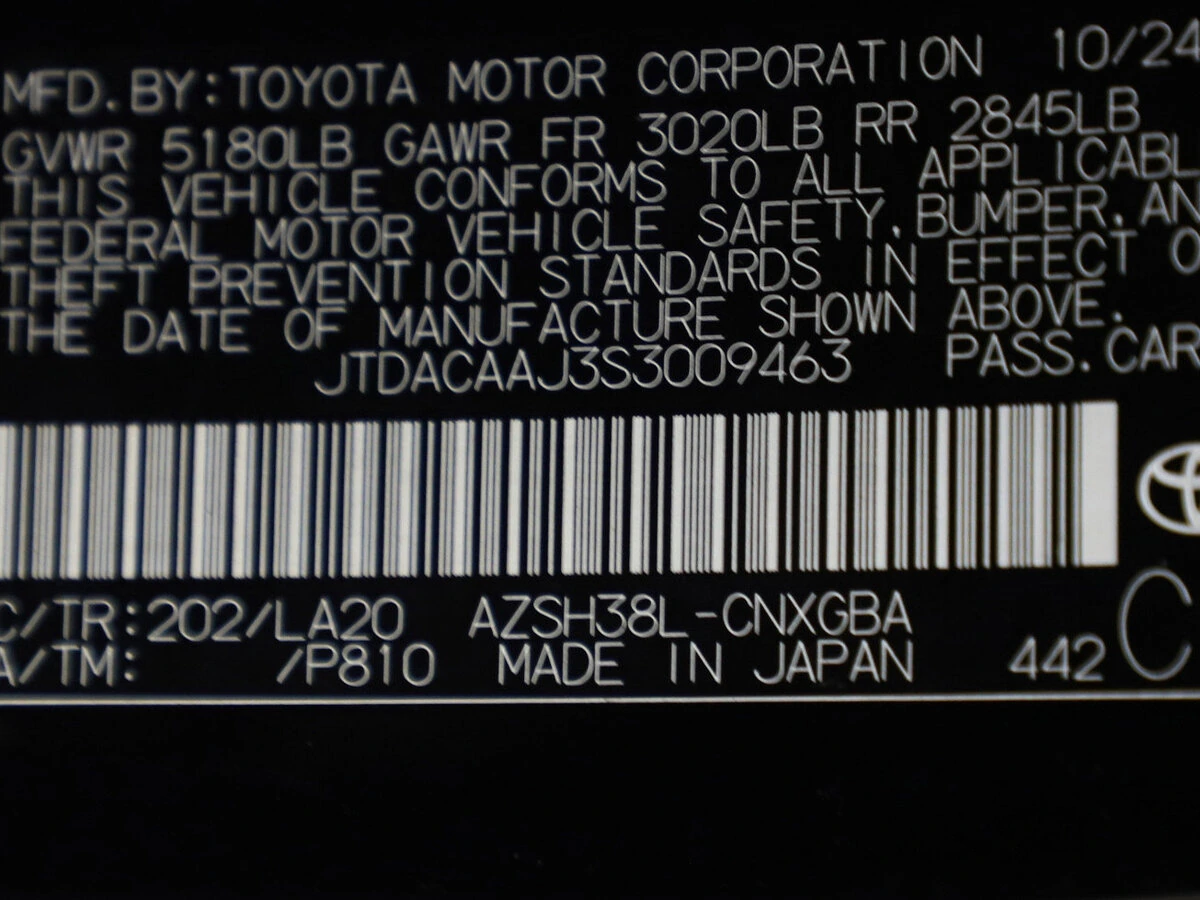 MFD.BY:TOYOTA MOTOR CORPORATION 10/24
GVWR 5180LB GAWR FR 3020LB RR 2845LB
THIS VEHICLE CONFORMS TO ALL APPLICABL
FEDERAL MOTOR VEHICLE SAFETY.BUMPER.AN
THEFT PREVENTION STANDARDS IN EFFECT O
THE DATE OF MANUFACTURE SHOWN ABOVE.
JTDACAAJ3S3009463 PASS.CAR
C/TR:202/LA20 AZSH38L-CNXGBA C
A/TM: /P810 MADE IN JAPAN 442